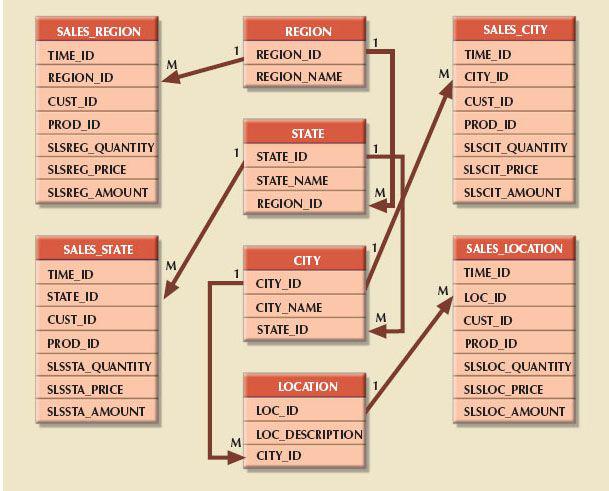 SALES_REGION
TIME_ID
REGION_ID
CUST_ID
PROD_ID
SLSREG_QUANTITY
SLSREG_PRICE
SLSREG_AMOUNT
M
1
REGION
REGION_ID
REGION_NAME
1
STATE
STATE_ID
STATE_NAME
REGION_ID
1
1
M
M
SALES_CITY
TIME_ID
CITY_ID
CUST_ID
PROD_ID
SLSCIT_QUANTITY
SLSCIT_PRICE
SLSCIT_AMOUNT
M
SALES_STATE
TIME_ID
STATE_ID
CUST_ID
PROD_ID
SLSSTA_QUANTITY
SLSSTA_PRICE
SLSSTA_AMOUNT
CITY
CITY_ID
CITY_NAME
STATE_ID
1
1
M
LOCATION
LOC_ID
LOC_DESCRIPTION
CITY_ID
1
M
M
SALES_LOCATION
TIME_ID
LOC_ID
CUST_ID
PROD_ID
SLSLOC_QUANTITY
SLSLOC_PRICE
SLSLOC_AMOUNT